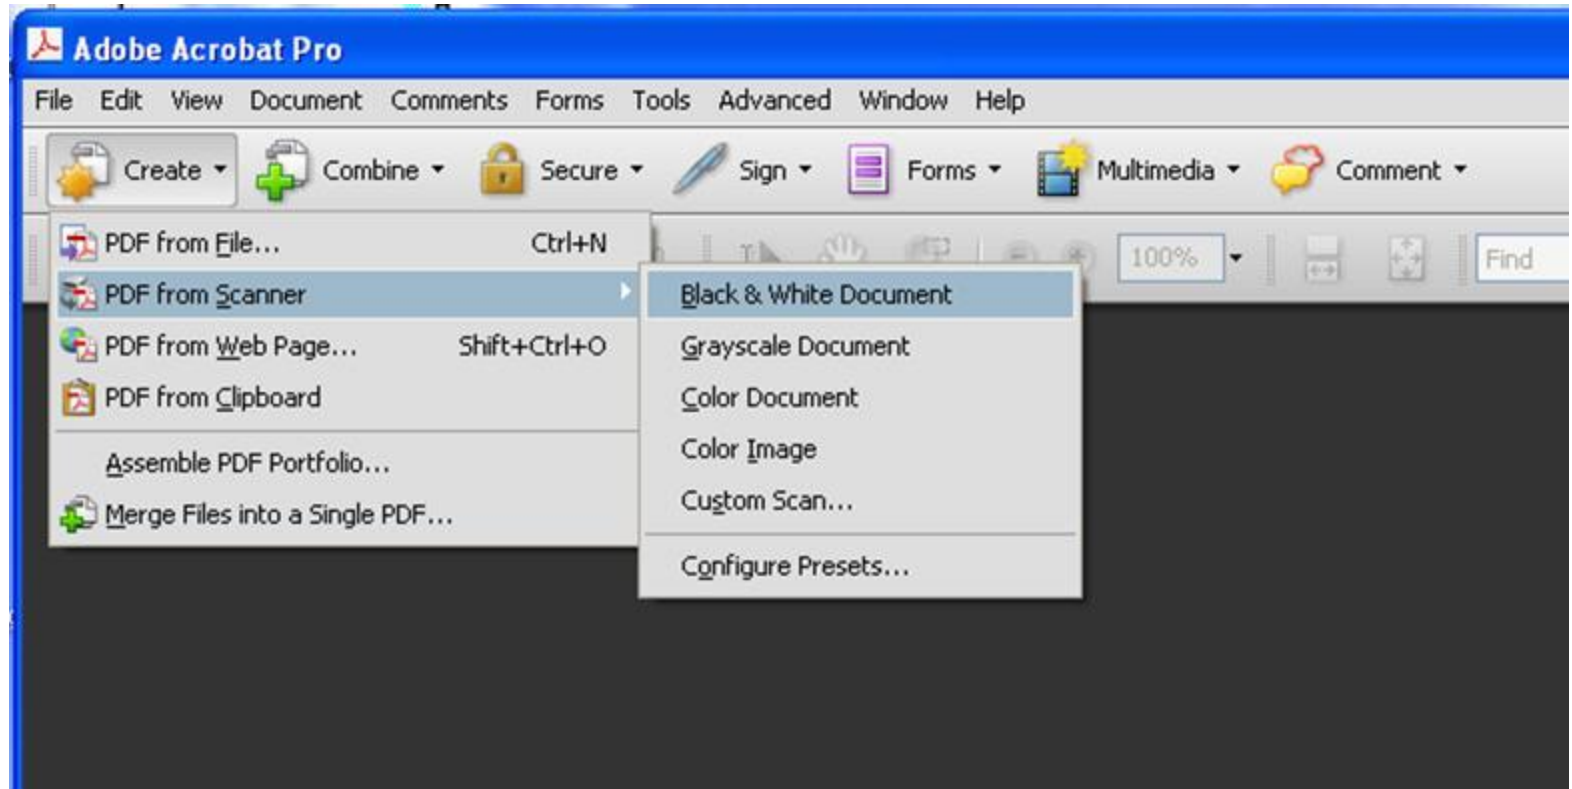 Adobe Acrobat Pro
File Edit View Document Comments Forms Tools Advanced Window Help
Create Combine Secure Sign Forms Multimedia Comment
100% Find
PDF from File... Ctrl+N
PDF from Scanner
PDF from Web Page... Shift+Ctrl+O
PDF from Clipboard
Assemble PDF Portfolio...
Merge Files into a Single PDF...
Black & White Document
Grayscale Document
Color Document
Color Image
Custom Scan...
Configure Presets...